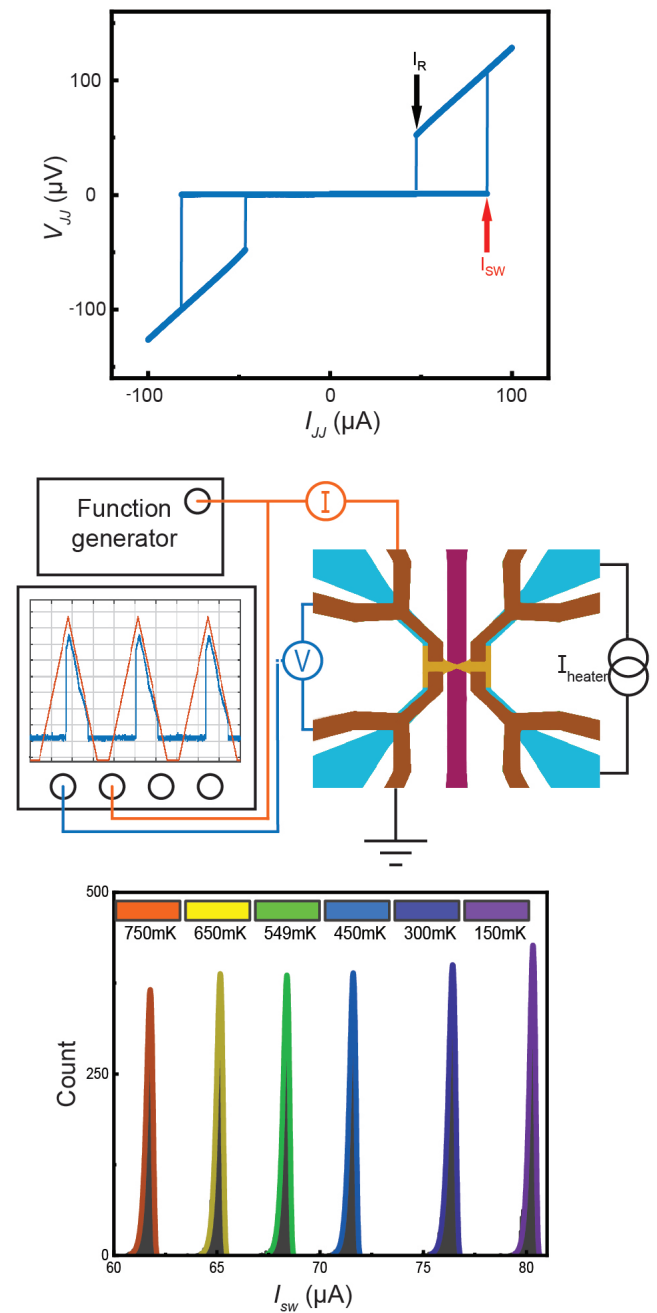 I_R
100
V_JJ (µV)
0
I_SW
-100
-100
0
100
I_JJ (µA)
Function
generator
I
V
I_heater
500
750mK
650mK
549mK
450mK
300mK
150mK
Count
250
0
60
65
70
75
80
I_sw (µA)